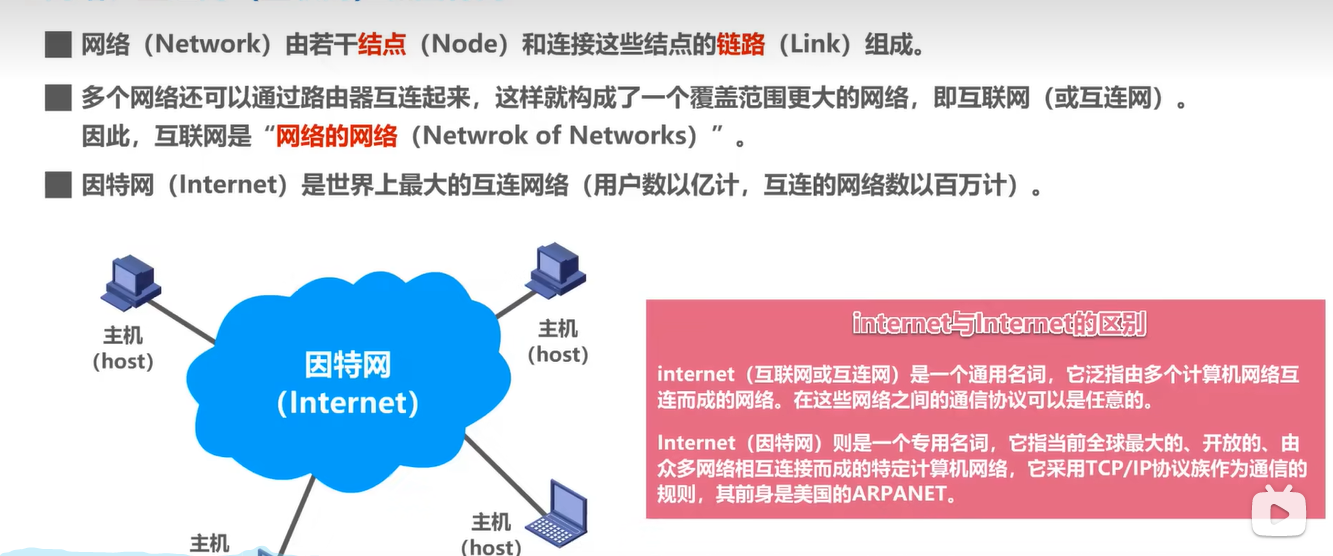 网络（Network）由若干结点（Node）和连接这些结点的链路（Link）组成。
多个网络还可以通过路由器互连起来，这样就构成了一个覆盖范围更大的网络，即互联网（或互连网）。
因此，互联网是“网络的网络（Netwrok of Networks）”。
因特网（Internet）是世界上最大的互连网络（用户数以亿计，互连的网络数以百万计）。
主机
（host）
主机
（host）
因特网
（Internet）
主机
（host）
主机
internet与Internet的区别
internet（互联网或互连网）是一个通用名词，它泛指由多个计算机网络互
连而成的网络。在这些网络之间的通信协议可以是任意的。
Internet（因特网）则是一个专用名词，它指当前全球最大的、开放的、由
众多网络相互连接而成的特定计算机网络，它采用TCP/IP协议族作为通信的
规则，其前身是美国的ARPANET。